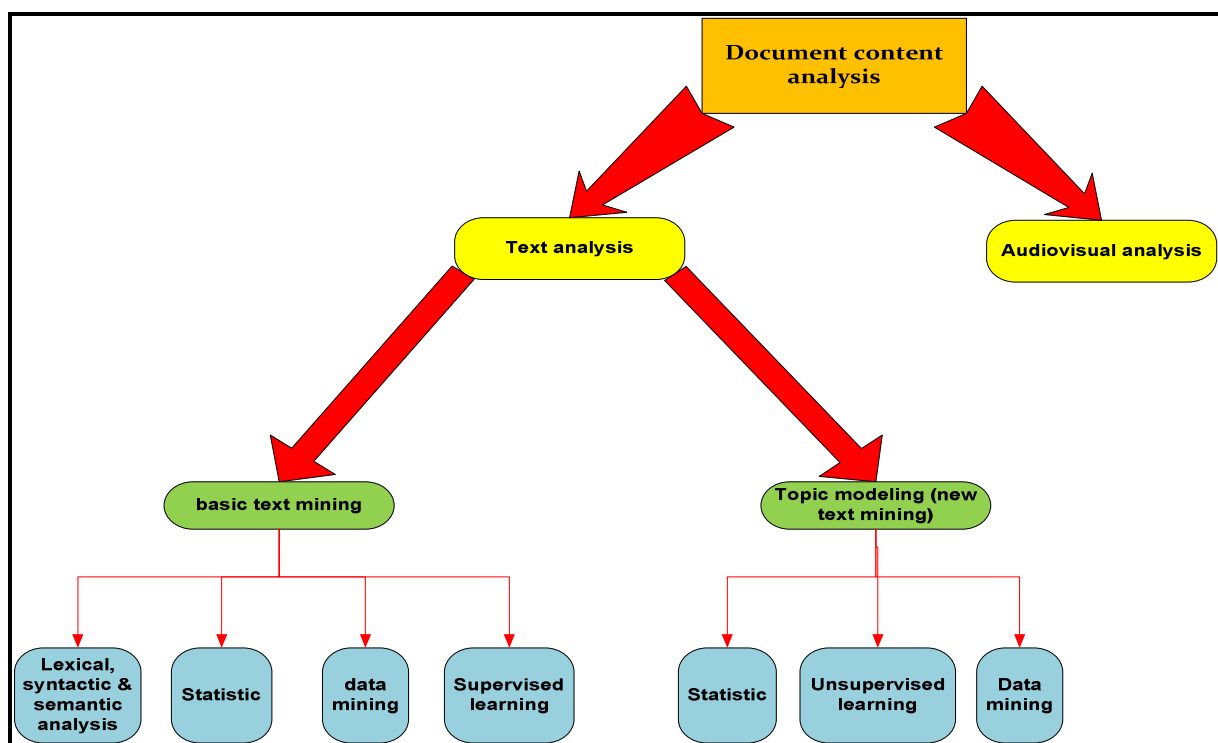 Document content
analysis
Text analysis
Audiovisual analysis
basic text mining
Topic modeling (new
text mining)
Lexical,
syntactic &
semantic
analysis
Statistic
data
mining
Supervised
learning
Statistic
Unsupervised
learning
Data
mining